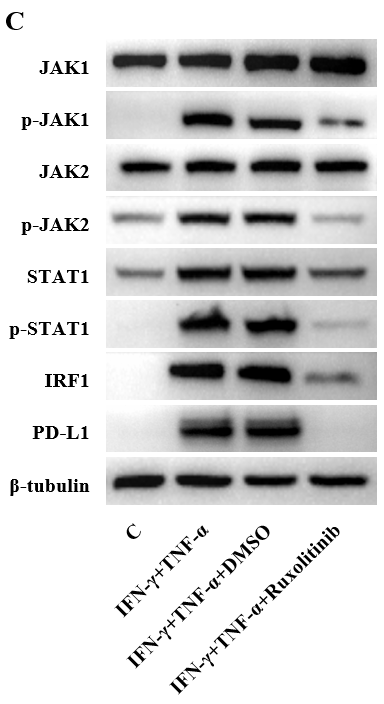 C
JAK1
p-JAK1
JAK2
p-JAK2
STAT1
p-STAT1
IRF1
PD-L1
β-tubulin
C
IFN-γ+TNF-α
IFN-γ+TNF-α+DMSO
IFN-γ+TNF-α+Ruxolitinib